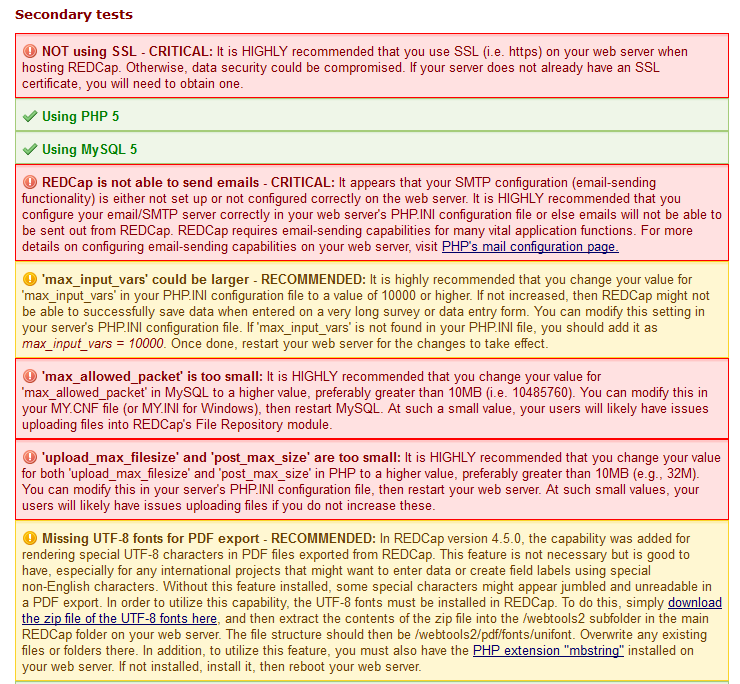 Secondary tests
NOT using SSL - CRITICAL: It is HIGHLY recommended that you use SSL (i.e. https) on your web server when
hosting REDCap. Otherwise, data security could be compromised. If your server does not already have an SSL
certificate, you will need to obtain one.
Using PHP 5
Using MySQL 5
REDCap is not able to send emails - CRITICAL: It appears that your SMTP configuration (email-sending
functionality) is either not set up or not configured correctly on the web server. It is HIGHLY recommended that you
configure your email/SMTP server correctly in your web server's PHP.INI configuration file or else emails will not be able to
be sent out from REDCap. REDCap requires email-sending capabilities for many vital application functions. For more
details on configuring email-sending capabilities on your web server, visit PHP's mail configuration page.
'max_input_vars' could be larger - RECOMMENDED: It is highly recommended that you change your value for
'max_input_vars' in your PHP.INI configuration file to a value of 10000 or higher. If not increased, then REDCap might not
be able to successfully save data when entered on a very long survey or data entry form. You can modify this setting in
your server's PHP.INI configuration file. If 'max_input_vars' is not found in your PHP.INI file, you should add it as
max_input_vars = 10000. Once done, restart your web server for the changes to take effect.
'max_allowed_packet' is too small: It is HIGHLY recommended that you change your value for
'max_allowed_packet' in MySQL to a higher value, preferably greater than 10MB (i.e. 10485760). You can modify this in
your MY.CNF file (or MY.INI for Windows), then restart MySQL. At such a small value, your users will likely have issues
uploading files into REDCap's File Repository module.
'upload_max_filesize' and 'post_max_size' are too small: It is HIGHLY recommended that you change your value
for both 'upload_max_filesize' and 'post_max_size' in PHP to a higher value, preferably greater than 10MB (e.g., 32M).
You can modify this in your server's PHP.INI configuration file, then restart your web server. At such small values, your
users will likely have issues uploading files if you do not increase these.
Missing UTF-8 fonts for PDF export - RECOMMENDED: In REDCap version 4.5.0, the capability was added for
rendering special UTF-8 characters in PDF files exported from REDCap. This feature is not necessary but is good to
have, especially for any international projects that might want to enter data or create field labels using special
non-English characters. Without this feature installed, some special characters might appear jumbled and unreadable in
a PDF export. In order to utilize this capability, the UTF-8 fonts must be installed in REDCap. To do this, simply download
the zip file of the UTF-8 fonts here, and then extract the contents of the zip file into the /webtools2 subfolder in the main
REDCap folder on your web server. The file structure should then be /webtools2/pdf/fonts/unifont. Overwrite any existing
files or folders there. In addition, to utilize this feature, you must also have the PHP extension "mbstring" installed on
your web server. If not installed, install it, then reboot your web server.